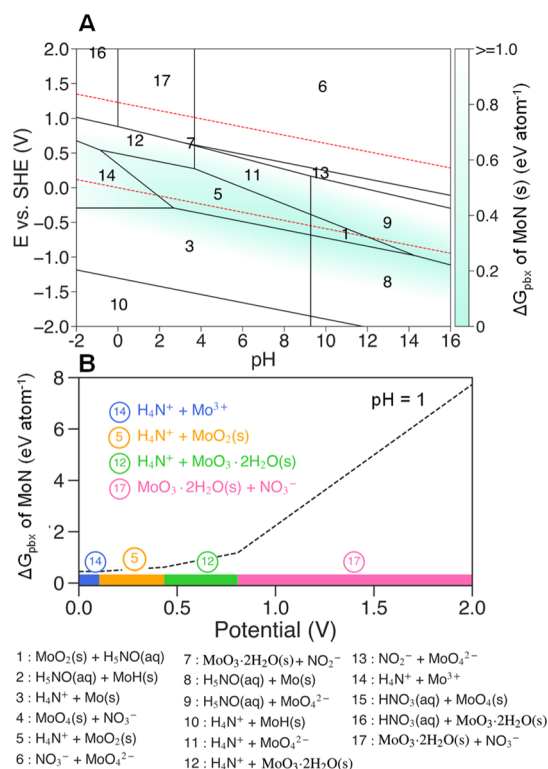 A
E vs. SHE (V)
2.0
1.5
1.0
0.5
0.0
−0.5
−1.0
−1.5
−2.0
16
17
6
12
7
11
13
14
5
9
1
3
8
10
−2 0 2 4 6 8 10 12 14 16
pH
>=1.0
0.8
0.6
0.4
0.2
0
ΔG_pbx of MoN (s) (eV atom⁻¹)
B
ΔG_pbx of MoN (eV atom⁻¹)
8
6
4
2
0
pH = 1
14 H₄N⁺ + Mo³⁺
5 H₄N⁺ + MoO₂(s)
12 H₄N⁺ + MoO₃·2H₂O(s)
17 MoO₃·2H₂O(s) + NO₃⁻
14 5 12 17
0.0 0.5 1.0 1.5 2.0
Potential (V)
1 : MoO₂(s) + H₅NO(aq)
2 : H₅NO(aq) + MoH(s)
3 : H₄N⁺ + Mo(s)
4 : MoO₄(s) + NO₃⁻
5 : H₄N⁺ + MoO₂(s)
6 : NO₃⁻ + MoO₄²⁻
7 : MoO₃·2H₂O(s) + NO₂⁻
8 : H₅NO(aq) + Mo(s)
9 : H₅NO(aq) + MoO₄²⁻
10 : H₄N⁺ + MoH(s)
11 : H₄N⁺ + MoO₄²⁻
12 : H₄N⁺ + MoO₃·2H₂O(s)
13 : NO₂⁻ + MoO₄²⁻
14 : H₄N⁺ + Mo³⁺
15 : HNO₃(aq) + MoO₄(s)
16 : HNO₃(aq) + MoO₃·2H₂O(s)
17 : MoO₃·2H₂O(s) + NO₃⁻